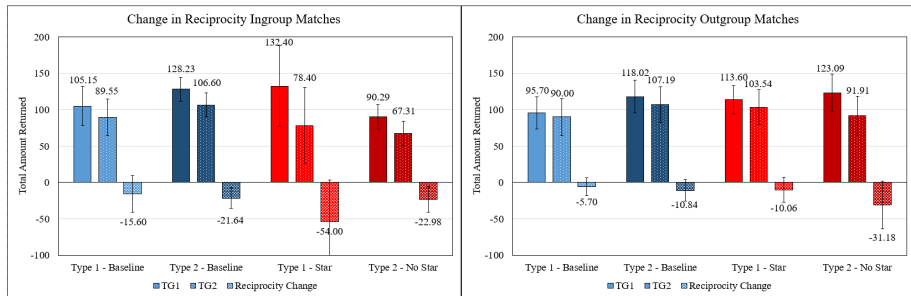 Change in Reciprocity Ingroup Matches
Total Amount Returned
200
150
100
50
0
-50
-100
105.15
89.55
-15.60
128.23
106.60
-21.64
132.40
78.40
-54.00
90.29
67.31
-22.98
Type 1 - Baseline
Type 2 - Baseline
Type 1 - Star
Type 2 - No Star
TG1 TG2 Reciprocity Change
Change in Reciprocity Outgroup Matches
Total Amount Returned
200
150
100
50
0
-50
-100
95.70
90.00
-5.70
118.02
107.19
-10.84
113.60
103.54
-10.06
123.09
91.91
-31.18
Type 1 - Baseline
Type 2 - Baseline
Type 1 - Star
Type 2 - No Star
TG1 TG2 Reciprocity Change